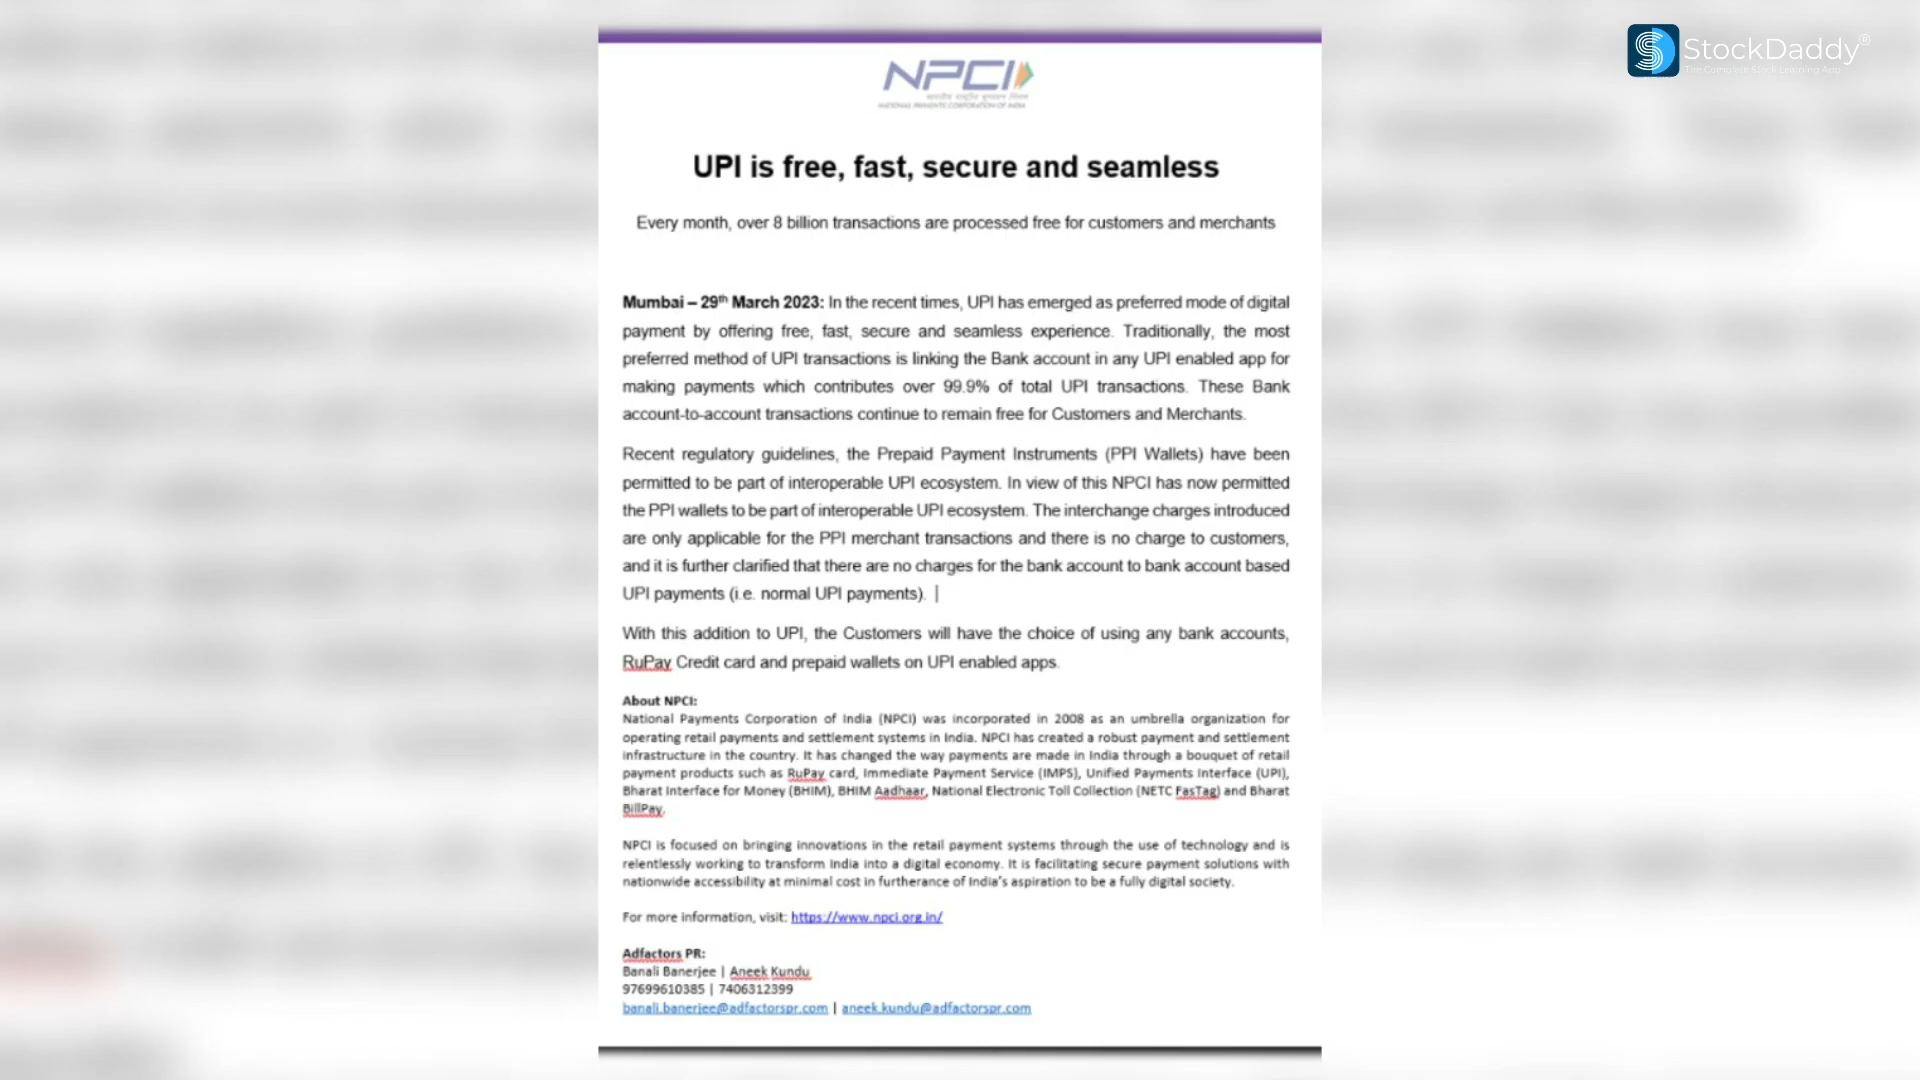 StockDaddy®
The Complete Stock Learning App
NPCI
NATIONAL PAYMENTS CORPORATION OF INDIA
UPI is free, fast, secure and seamless
Every month, over 8 billion transactions are processed free for customers and merchants
Mumbai – 29th March 2023: In the recent times, UPI has emerged as preferred mode of digital
payment by offering free, fast, secure and seamless experience. Traditionally, the most
preferred method of UPI transactions is linking the Bank account in any UPI enabled app for
making payments which contributes over 99.9% of total UPI transactions. These Bank
account-to-account transactions continue to remain free for Customers and Merchants.
Recent regulatory guidelines, the Prepaid Payment Instruments (PPI Wallets) have been
permitted to be part of interoperable UPI ecosystem. In view of this NPCI has now permitted
the PPI wallets to be part of interoperable UPI ecosystem. The interchange charges introduced
are only applicable for the PPI merchant transactions and there is no charge to customers,
and it is further clarified that there are no charges for the bank account to bank account based
UPI payments (i.e. normal UPI payments).
With this addition to UPI, the Customers will have the choice of using any bank accounts,
RuPay Credit card and prepaid wallets on UPI enabled apps.
About NPCI:
National Payments Corporation of India (NPCI) was incorporated in 2008 as an umbrella organization for
operating retail payments and settlement systems in India. NPCI has created a robust payment and settlement
infrastructure in the country. It has changed the way payments are made in India through a bouquet of retail
payment products such as RuPay card, Immediate Payment Service (IMPS), Unified Payments Interface (UPI),
Bharat Interface for Money (BHIM), BHIM Aadhaar, National Electronic Toll Collection (NETC FasTag) and Bharat
BillPay.
NPCI is focused on bringing innovations in the retail payment systems through the use of technology and is
relentlessly working to transform India into a digital economy. It is facilitating secure payment solutions with
nationwide accessibility at minimal cost in furtherance of India's aspiration to be a fully digital society.
For more information, visit: https://www.npci.org.in/
Adfactors PR:
Banali Banerjee | Aneek Kundu
97699610385 | 7406312399
banali.banerjee@adfactorspr.com | aneek.kundu@adfactorspr.com